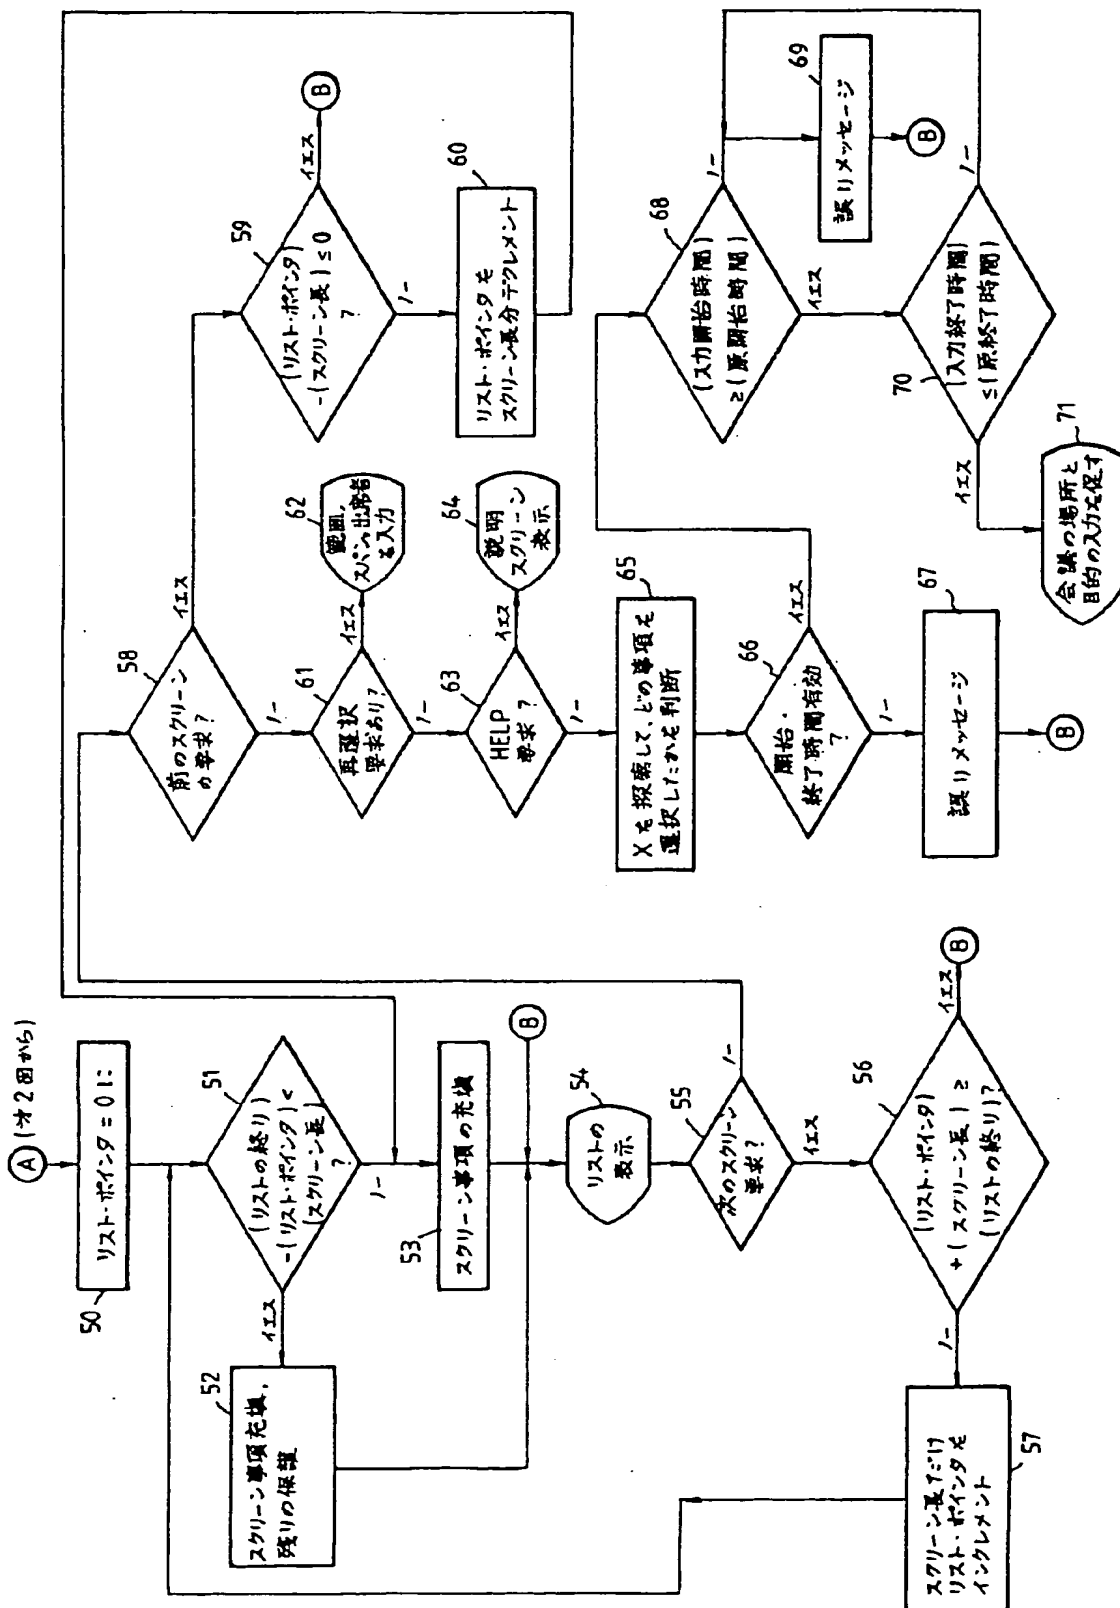 A (才2図から)
50
リスト・ポインタ = 0 に
51
(リストの終り)
-(リスト・ポインタ) <
(スクリーン長)
?
イエス
ノー
52
スクリーン事項充填、
残りの保護
53
スクリーン事項の充填
B
54
リストの
表示
55
次のスクリーン
要求?
ノー
イエス
56
(リスト・ポインタ)
+(スクリーン長) ≥
(リストの終り)?
イエス
B
ノー
57
スクリーン長だけ
リスト・ポインタを
インクレメント
58
前のスクリーン
の要求?
イエス
ノー
59
(リスト・ポインタ)
-(スクリーン長) ≤ 0
?
イエス
B
ノー
60
リスト・ポインタを
スクリーン長分デクレメント
61
再選択
要求あり?
イエス
ノー
62
範囲,
スパン,出席者
を入力
63
HELP
要求?
イエス
ノー
64
説明
スクリーン
表示
65
Xを探索して、どの事項を
選択したかを判断
66
開始・
終了時間有効
?
イエス
ノー
67
誤りメッセージ
B
68
(入力開始時間)
≥(原開始時間)
ノー
イエス
69
誤りメッセージ
B
70
(入力終了時間)
≤(原終了時間)
?
ノー
イエス
71
会議の場所と
目的の入力を促す